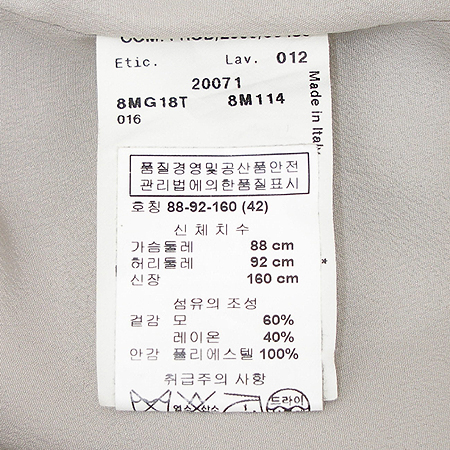 Etic. Lav. 012
20071
8MG18T 8M114
016
Made in Italy
품질경영및공산품안전
관리법에의한품질표시
호칭 88-92-160 (42)
신체치수
가슴둘레 88 cm
허리둘레 92 cm
신장 160 cm
*
섬유의 조성
겉감 모 60%
레이온 40%
안감 폴리에스텔 100%
취급주의 사항
드라이